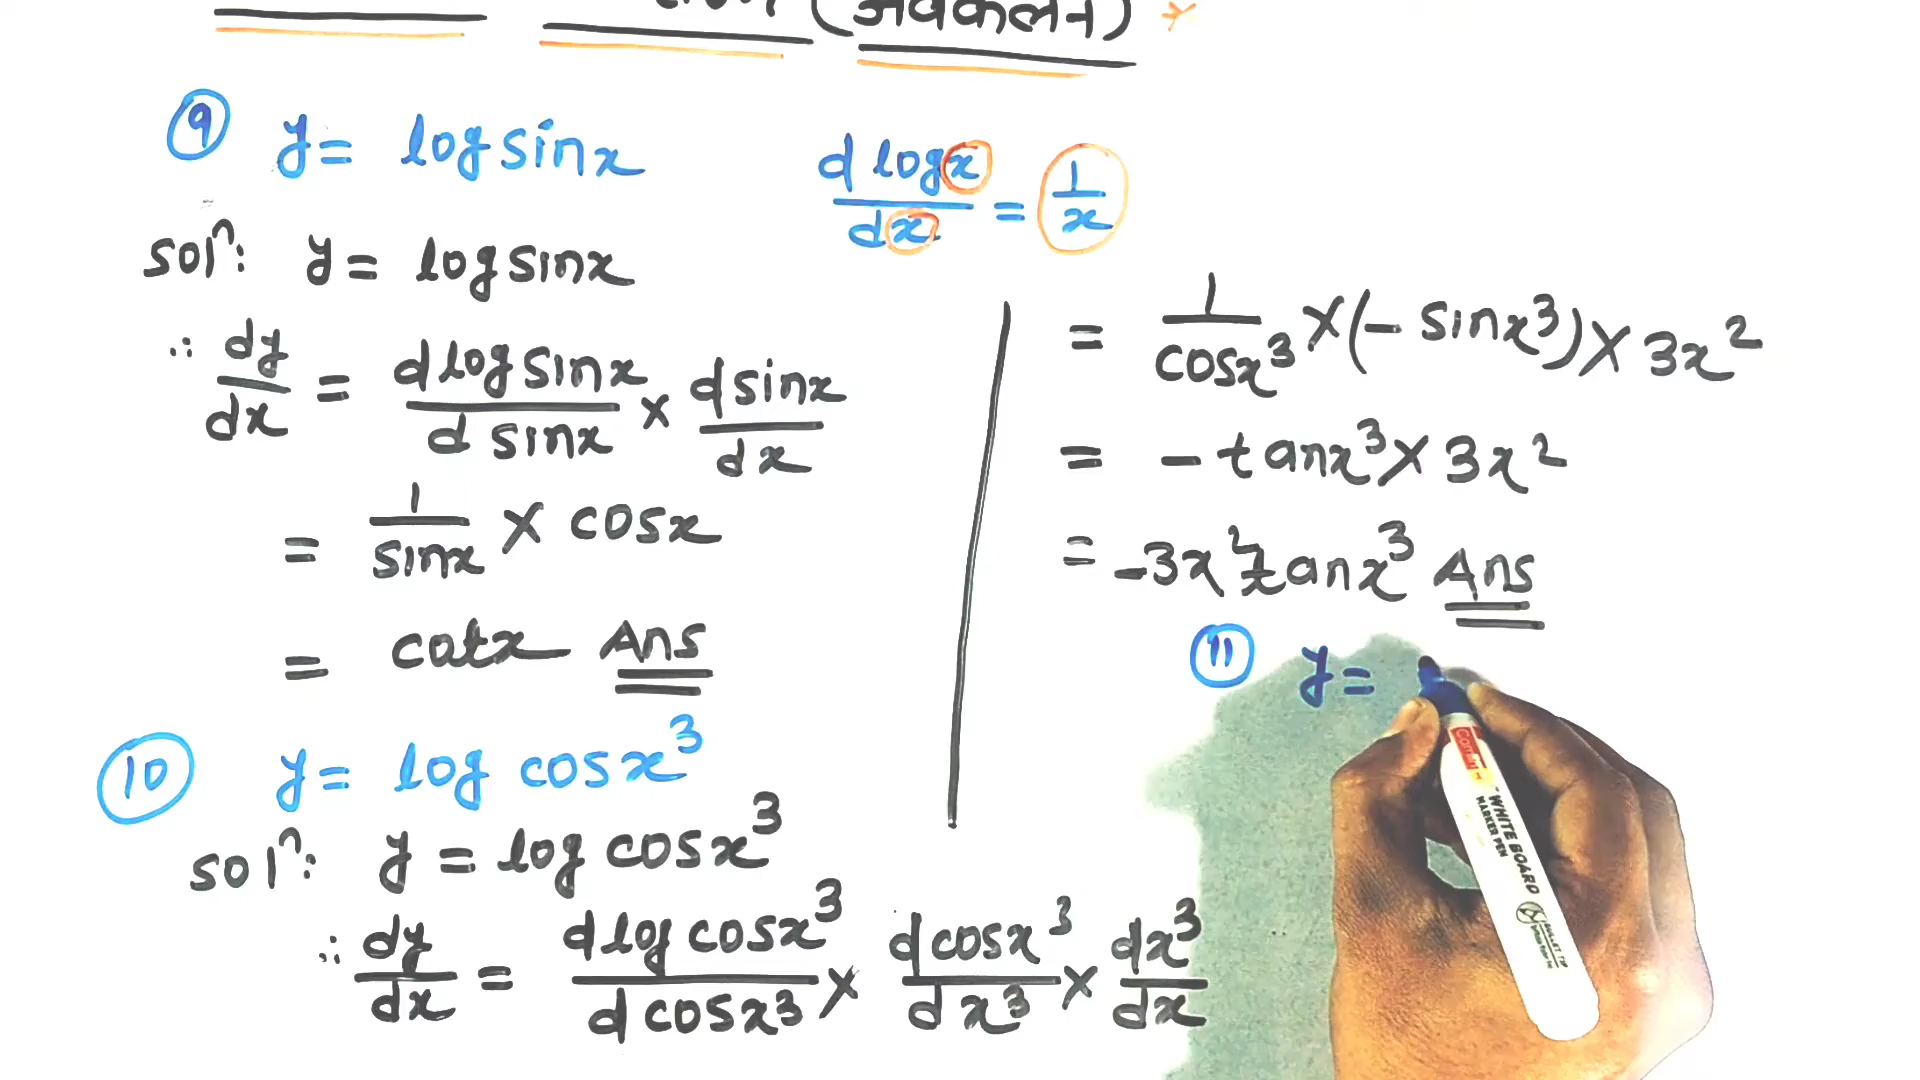 (अवकलन)
9 y = log sinx
d logx / dx = 1/x
solⁿ: y = log sinx
∴ dy/dx = d log sinx / d sinx × d sinx / dx
= 1/sinx × cosx
= cotx Ans
10 y = log cosx³
solⁿ: y = log cosx³
∴ dy/dx = d log cosx³ / d cosx³ × d cosx³ / dx³ × dx³ / dx
= 1/cosx³ × (- sinx³) × 3x²
= - tanx³ × 3x²
= -3x² tanx³ Ans
11 y =
WHITE BOARD
MARKER PEN